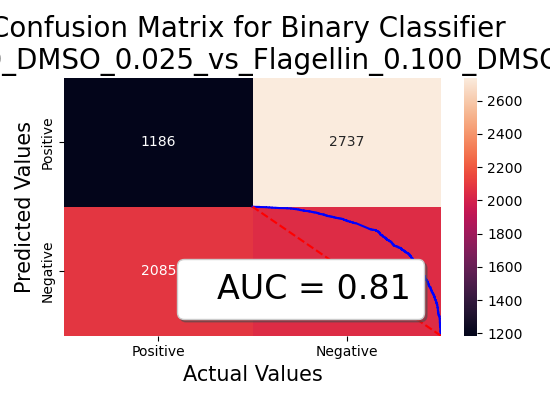 Confusion Matrix for Binary Classifier
_DMSO_0.025_vs_Flagellin_0.100_DMSO
Predicted Values
Positive
Negative
1186
2737
2085
AUC = 0.81
Positive
Negative
Actual Values
2600
2400
2200
2000
1800
1600
1400
1200